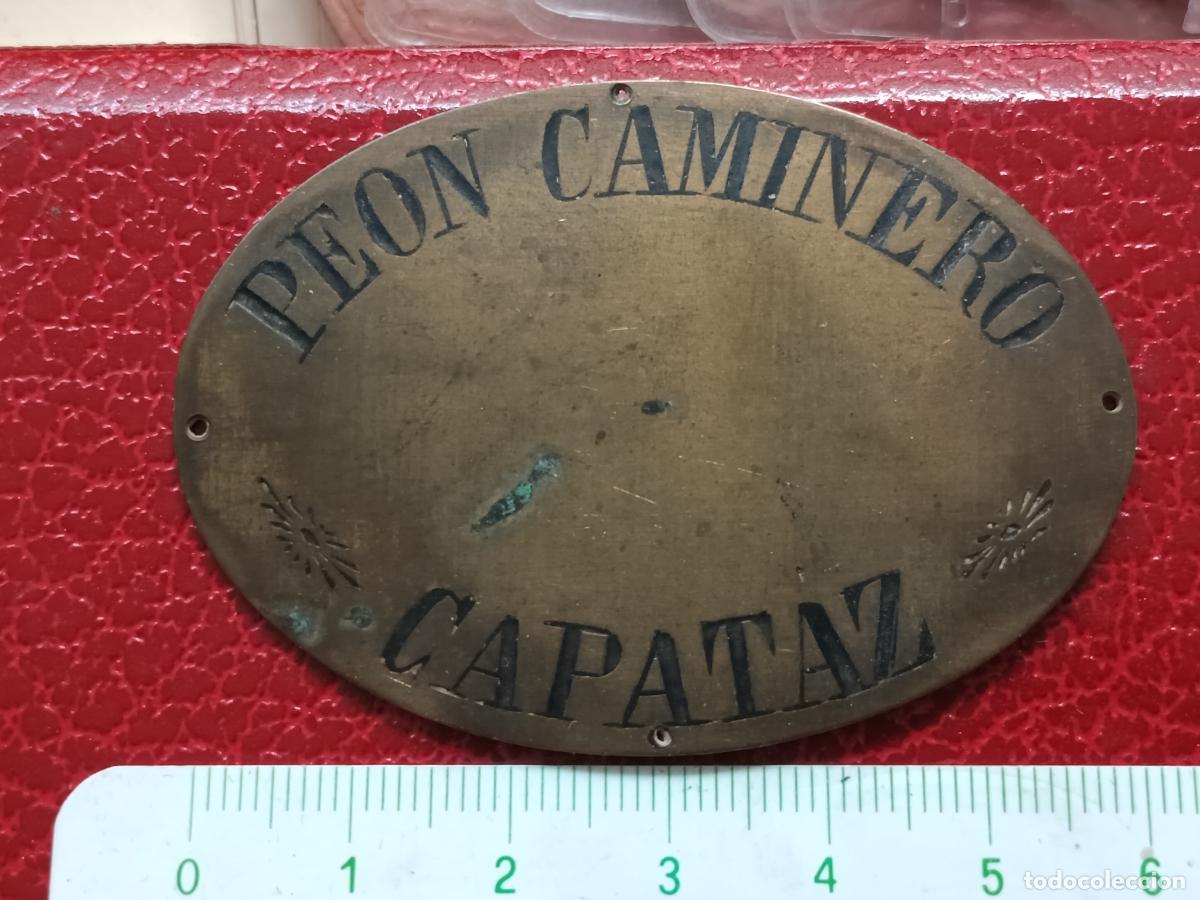 PEON CAMINERO
CAPATAZ
0 1 2 3 4 5 6
todocoleccion